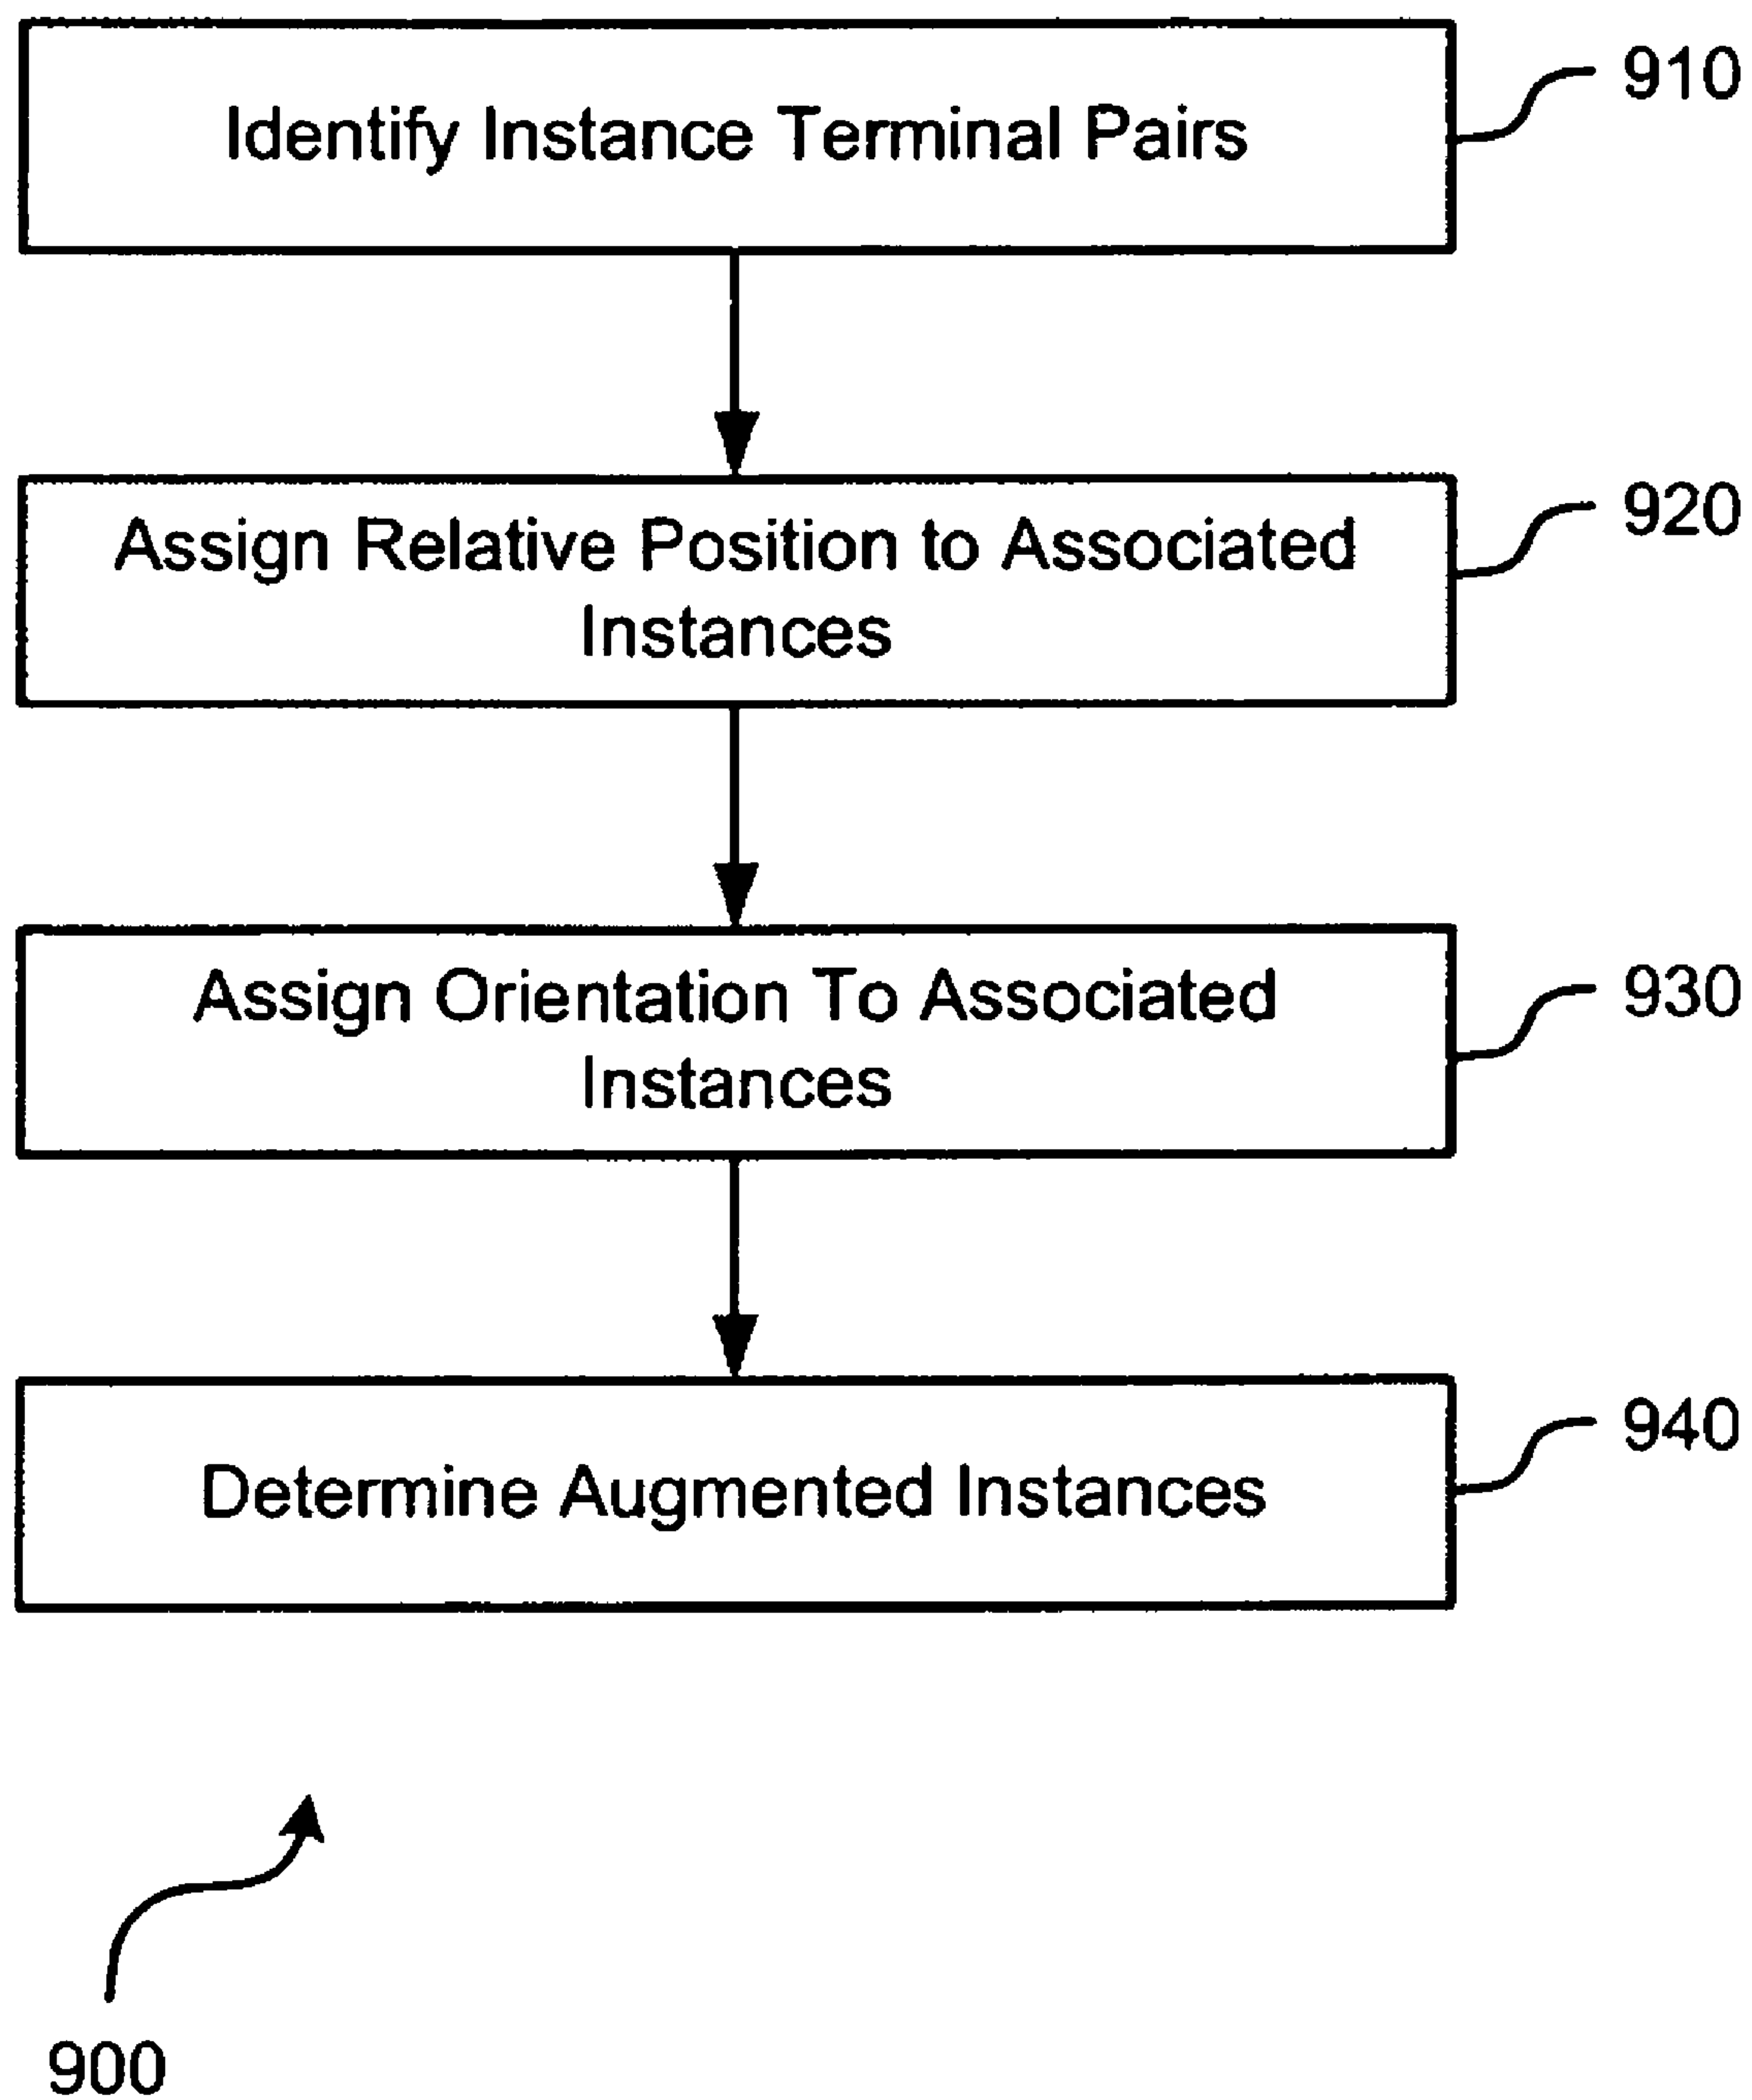 Identify Instance Terminal Pairs
910
Assign Relative Position to Associated
Instances
920
Assign Orientation To Associated
Instances
930
Determine Augmented Instances
940
900